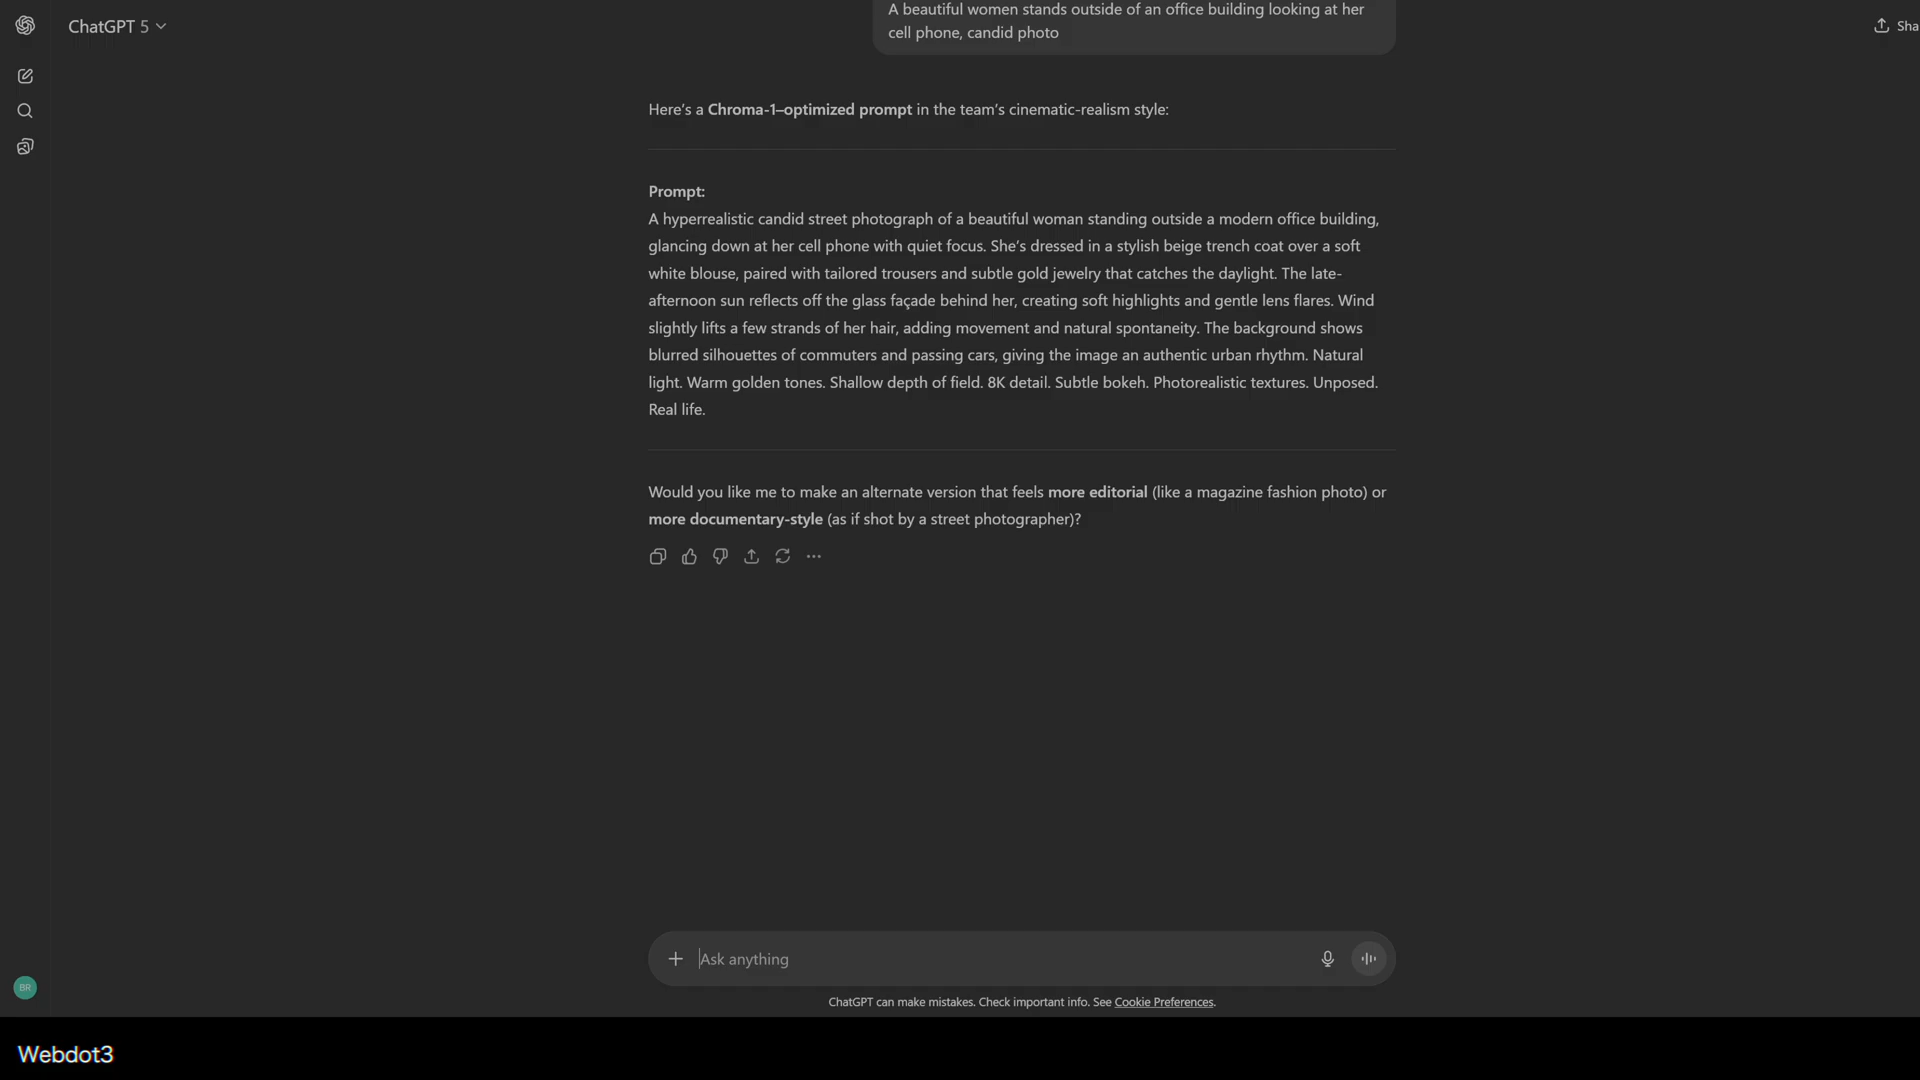 ChatGPT 5
A beautiful women stands outside of an office building looking at her
cell phone, candid photo
Sha
Here's a Chroma-1–optimized prompt in the team's cinematic-realism style:
Prompt:
A hyperrealistic candid street photograph of a beautiful woman standing outside a modern office building,
glancing down at her cell phone with quiet focus. She's dressed in a stylish beige trench coat over a soft
white blouse, paired with tailored trousers and subtle gold jewelry that catches the daylight. The late-
afternoon sun reflects off the glass façade behind her, creating soft highlights and gentle lens flares. Wind
slightly lifts a few strands of her hair, adding movement and natural spontaneity. The background shows
blurred silhouettes of commuters and passing cars, giving the image an authentic urban rhythm. Natural
light. Warm golden tones. Shallow depth of field. 8K detail. Subtle bokeh. Photorealistic textures. Unposed.
Real life.
Would you like me to make an alternate version that feels more editorial (like a magazine fashion photo) or
more documentary-style (as if shot by a street photographer)?
Ask anything
BR
ChatGPT can make mistakes. Check important info. See Cookie Preferences.
Webdot3